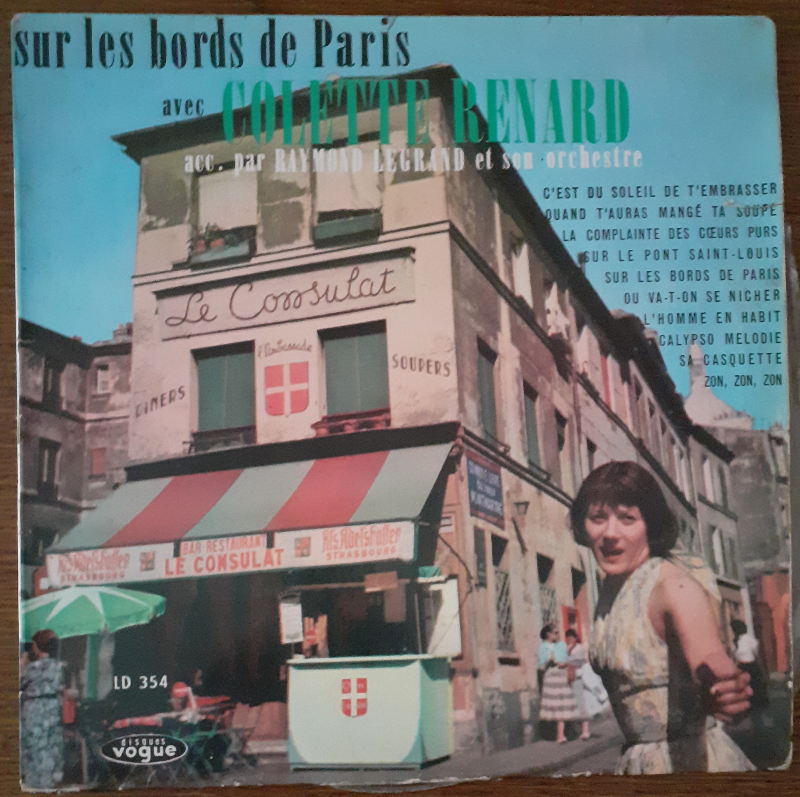 sur les bords de Paris
avec COLETTE RENARD
acc. par RAYMOND LEGRAND et son orchestre
C'EST DU SOLEIL DE T'EMBRASSER
QUAND T'AURAS MANGÉ TA SOUPE
LA COMPLAINTE DES CŒURS PURS
SUR LE PONT SAINT-LOUIS
SUR LES BORDS DE PARIS
OU VA-T-ON SE NICHER
L'HOMME EN HABIT
CALYPSO MELODIE
SA CASQUETTE
ZON, ZON, ZON
Le Consulat
l'ambassade
DINERS
SOUPERS
BAR-RESTAURANT
LE CONSULAT
STRASBOURG
STRASBOURG
LD 354
disques
vogue